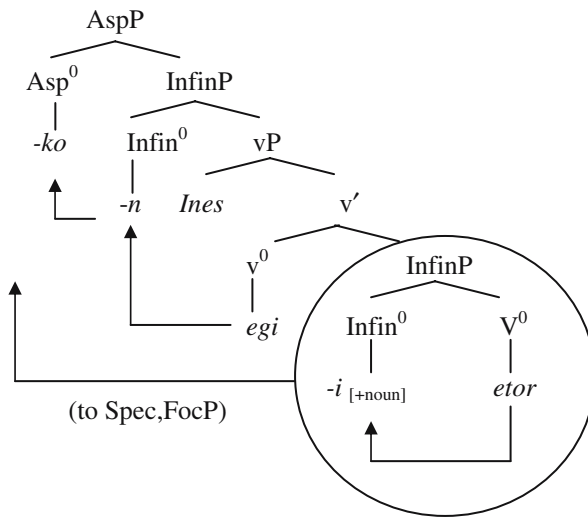 AspP
Asp⁰ InfinP
-ko Infin⁰ vP
-n Ines v′
v⁰ InfinP
egi Infin⁰ V⁰
-i [+noun] etor
(to Spec,FocP)